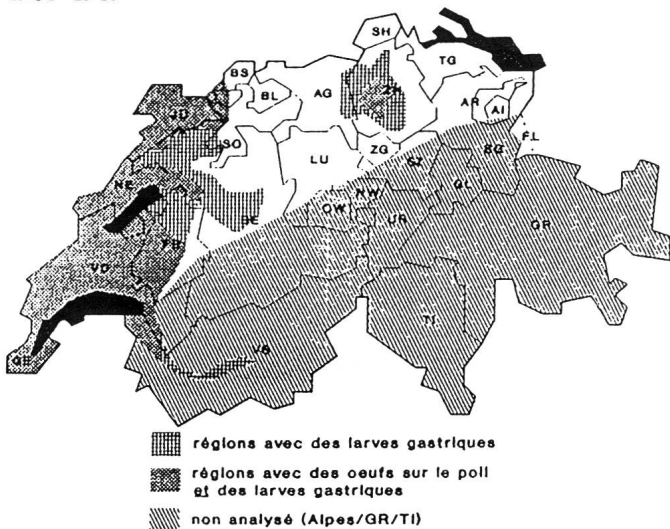 SH
TG
BS
BL
AG
ZH
AR
AI
JU
SO
FL
ZG
SZ
SG
LU
NE
NW
GL
BE
OW
UR
GR
FR
VD
TI
VS
GE
régions avec des larves gastriques
régions avec des oeufs sur le poil
et des larves gastriques
non analysé (Alpes/GR/TI)